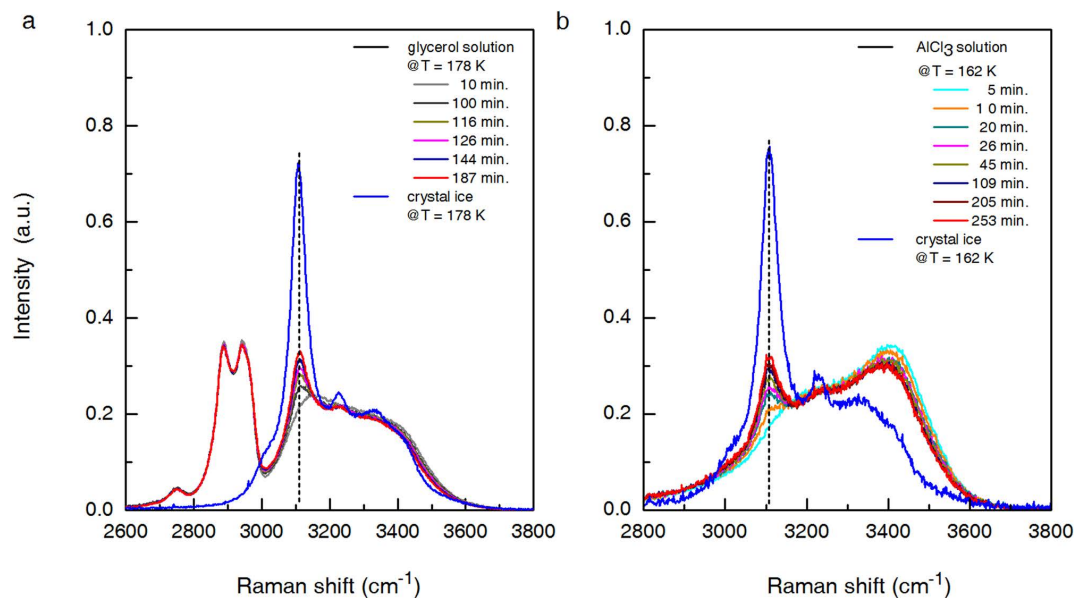 a
1.0
0.8
0.6
0.4
0.2
0.0
Intensity (a.u.)
2600 2800 3000 3200 3400 3600 3800
Raman shift (cm-1)
glycerol solution
@T = 178 K
10 min.
100 min.
116 min.
126 min.
144 min.
187 min.
crystal ice
@T = 178 K
b
1.0
0.8
0.6
0.4
0.2
0.0
2800 3000 3200 3400 3600 3800
Raman shift (cm-1)
AlCl3 solution
@T = 162 K
5 min.
1 0 min.
20 min.
26 min.
45 min.
109 min.
205 min.
253 min.
crystal ice
@T = 162 K